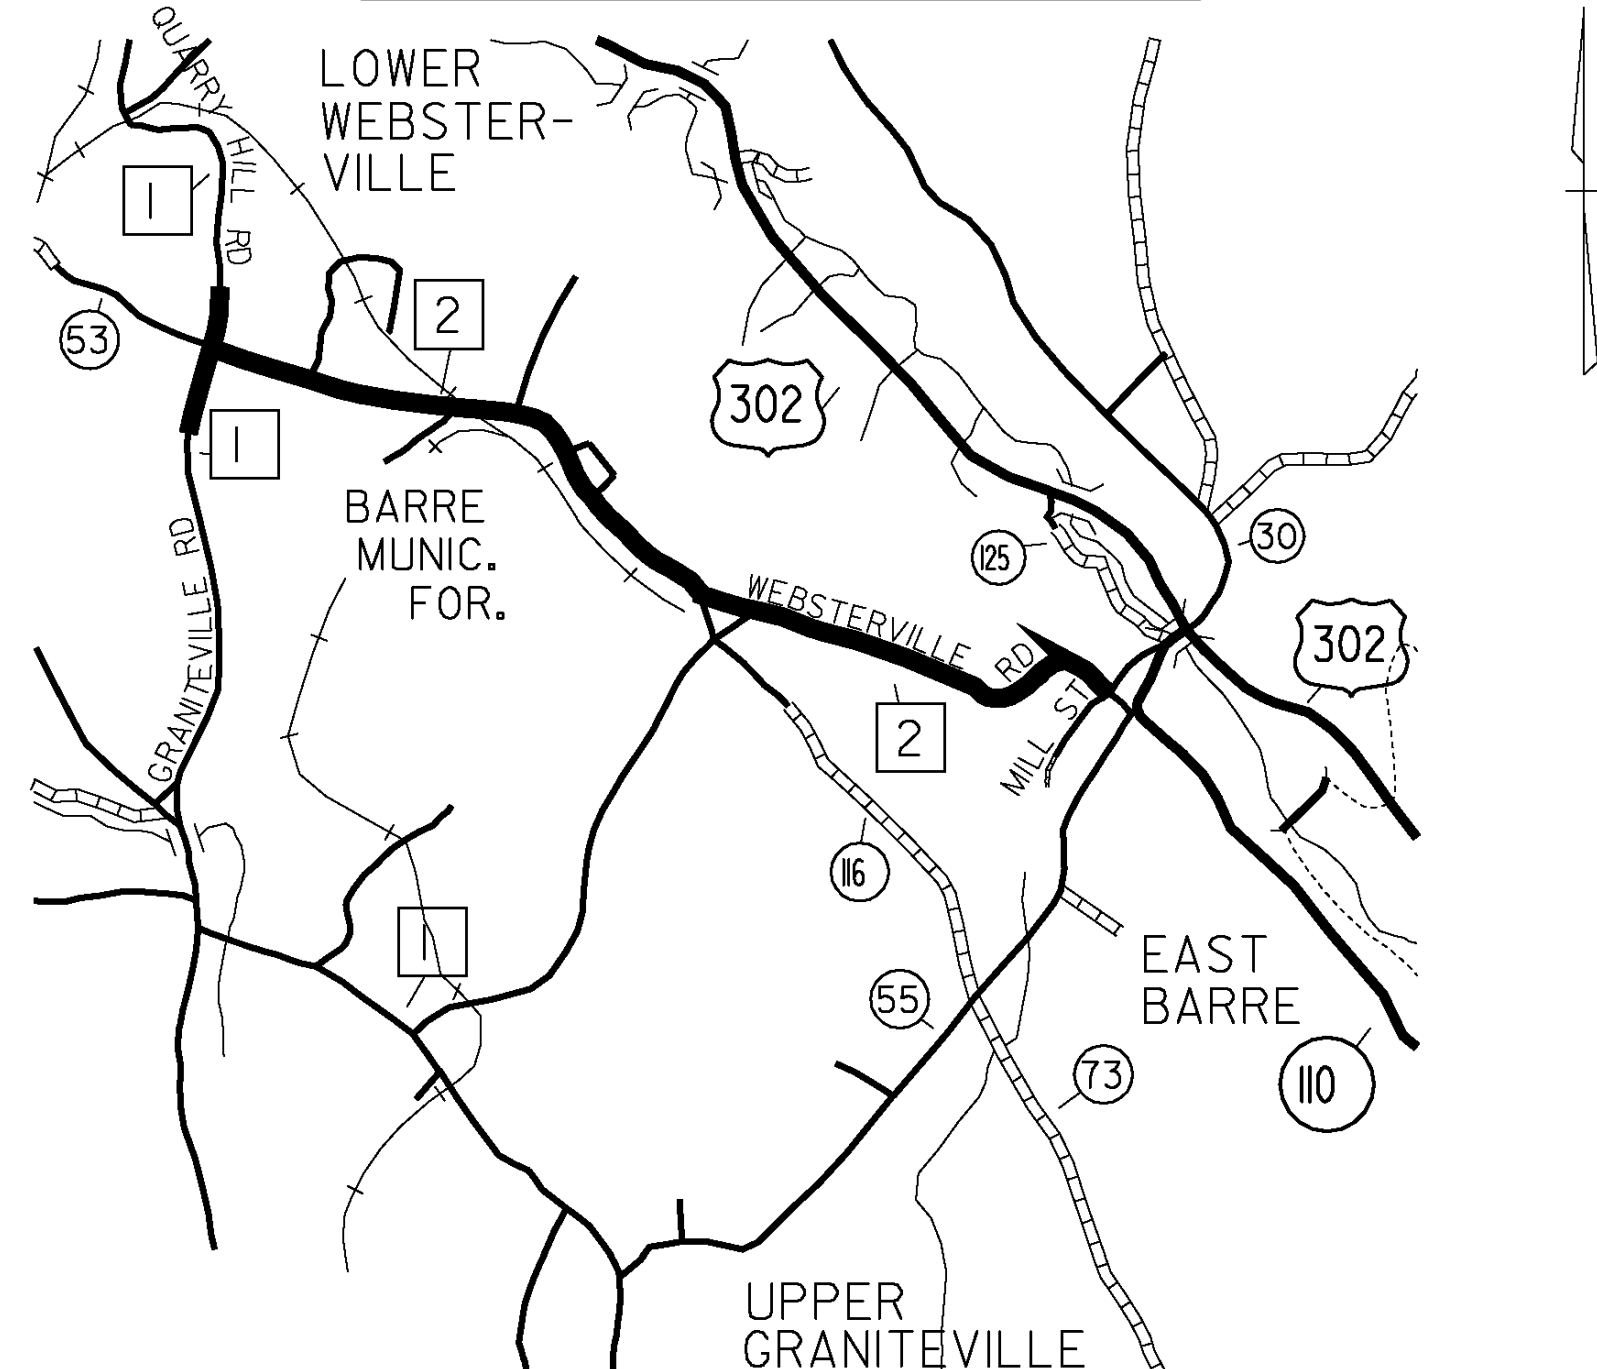 QUARRY HILL RD
LOWER
WEBSTER-
VILLE
1
2
53
302
1
BARRE
MUNIC.
FOR.
GRANITEVILLE RD
125
30
WEBSTERVILLE RD
302
MILL ST
2
116
1
EAST
BARRE
55
73
110
UPPER
GRANITEVILLE